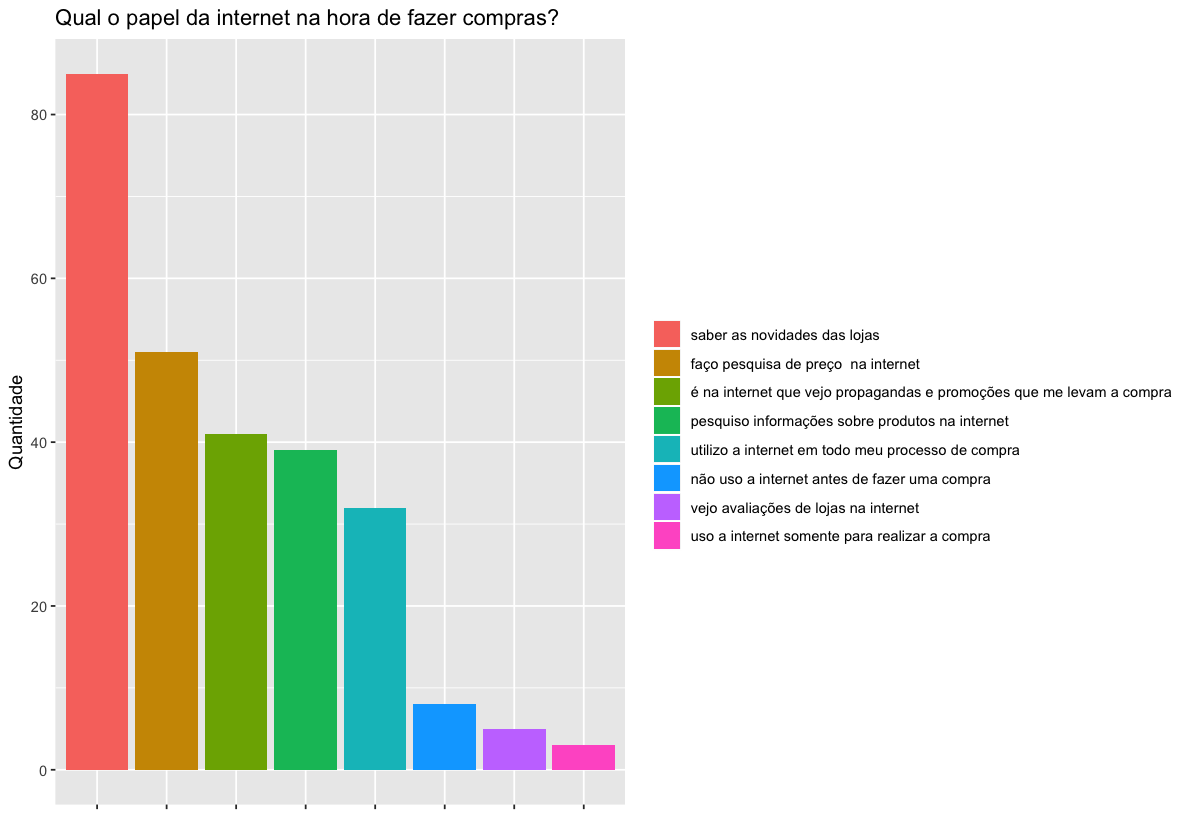 Qual o papel da internet na hora de fazer compras?
Quantidade
80
60
40
20
0
saber as novidades das lojas
faço pesquisa de preço  na internet
é na internet que vejo propagandas e promoções que me levam a compra
pesquiso informações sobre produtos na internet
utilizo a internet em todo meu processo de compra
não uso a internet antes de fazer uma compra
vejo avaliações de lojas na internet
uso a internet somente para realizar a compra